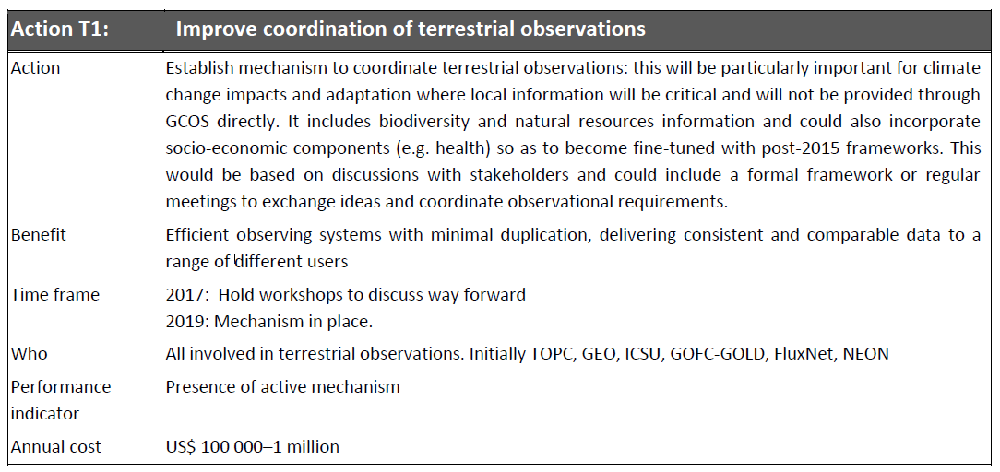 Action T1: Improve coordination of terrestrial observations
Action Establish mechanism to coordinate terrestrial observations: this will be particularly important for climate
change impacts and adaptation where local information will be critical and will not be provided through
GCOS directly. It includes biodiversity and natural resources information and could also incorporate
socio-economic components (e.g. health) so as to become fine-tuned with post-2015 frameworks. This
would be based on discussions with stakeholders and could include a formal framework or regular
meetings to exchange ideas and coordinate observational requirements.
Benefit Efficient observing systems with minimal duplication, delivering consistent and comparable data to a
range of different users
Time frame 2017: Hold workshops to discuss way forward
2019: Mechanism in place.
Who All involved in terrestrial observations. Initially TOPC, GEO, ICSU, GOFC-GOLD, FluxNet, NEON
Performance Presence of active mechanism
indicator
Annual cost US$ 100 000–1 million